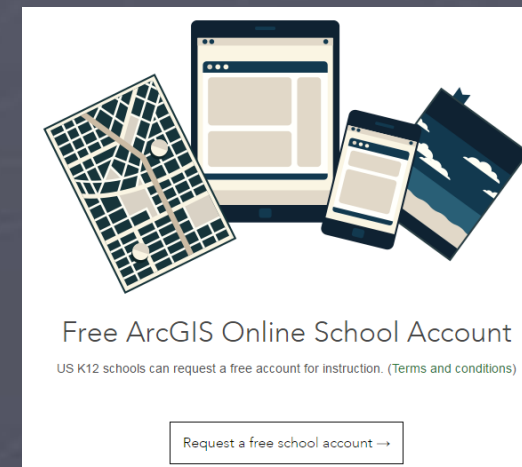 Free ArcGIS Online School Account
US K12 schools can request a free account for instruction. (Terms and conditions)
Request a free school account →